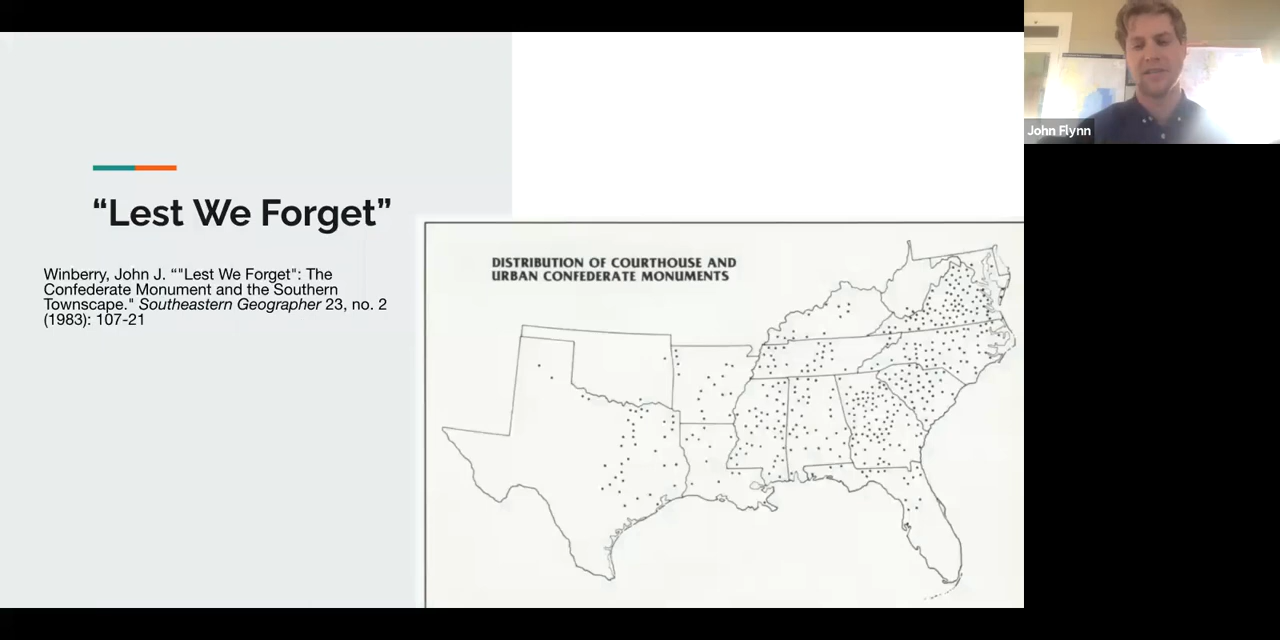 “Lest We Forget”
Winberry, John J. “"Lest We Forget": The
Confederate Monument and the Southern
Townscape." Southeastern Geographer 23, no. 2
(1983): 107-21
DISTRIBUTION OF COURTHOUSE AND
URBAN CONFEDERATE MONUMENTS
John Flynn